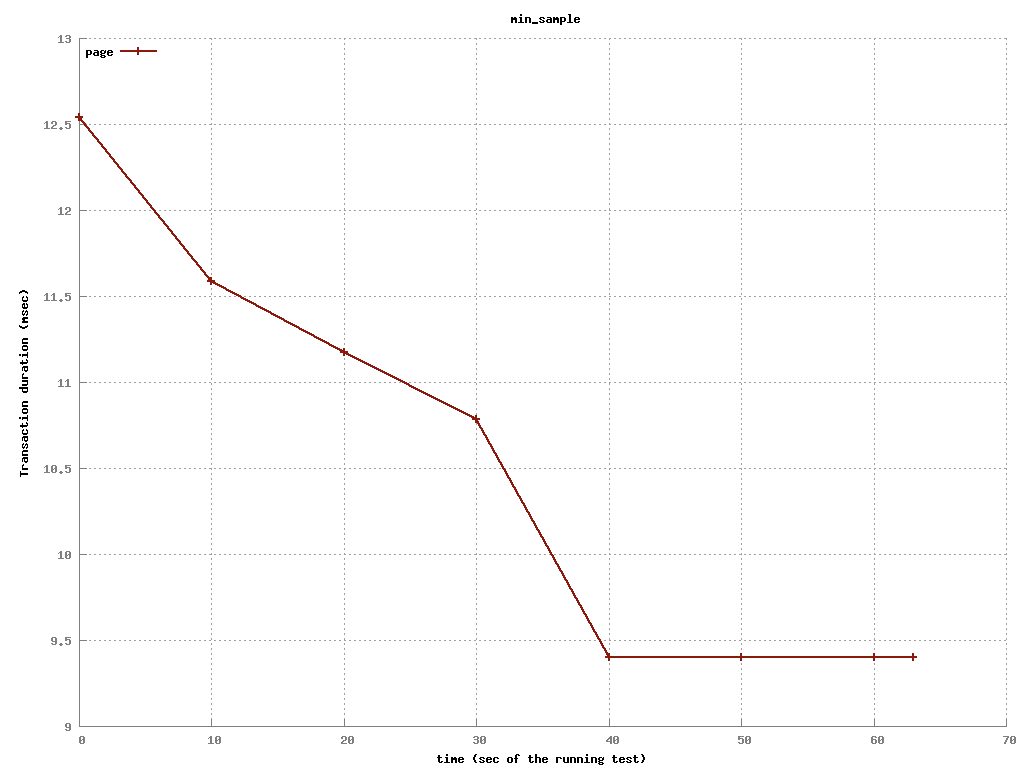 min_sample
page
13
12.5
12
11.5
11
10.5
10
9.5
9
Transaction duration (msec)
0 10 20 30 40 50 60 70
time (sec of the running test)